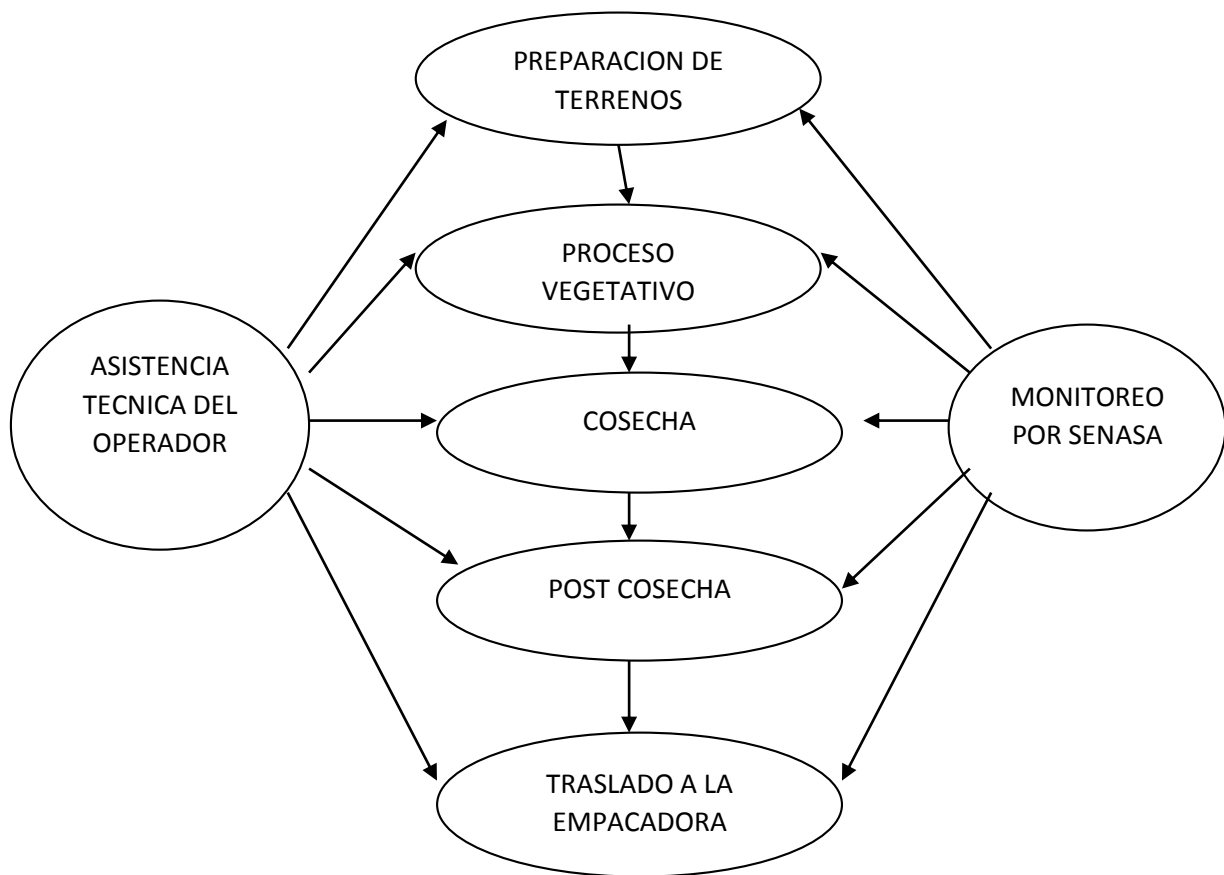 PREPARACION DE
TERRENOS
PROCESO
VEGETATIVO
ASISTENCIA
TECNICA DEL
OPERADOR
COSECHA
MONITOREO
POR SENASA
POST COSECHA
TRASLADO A LA
EMPACADORA